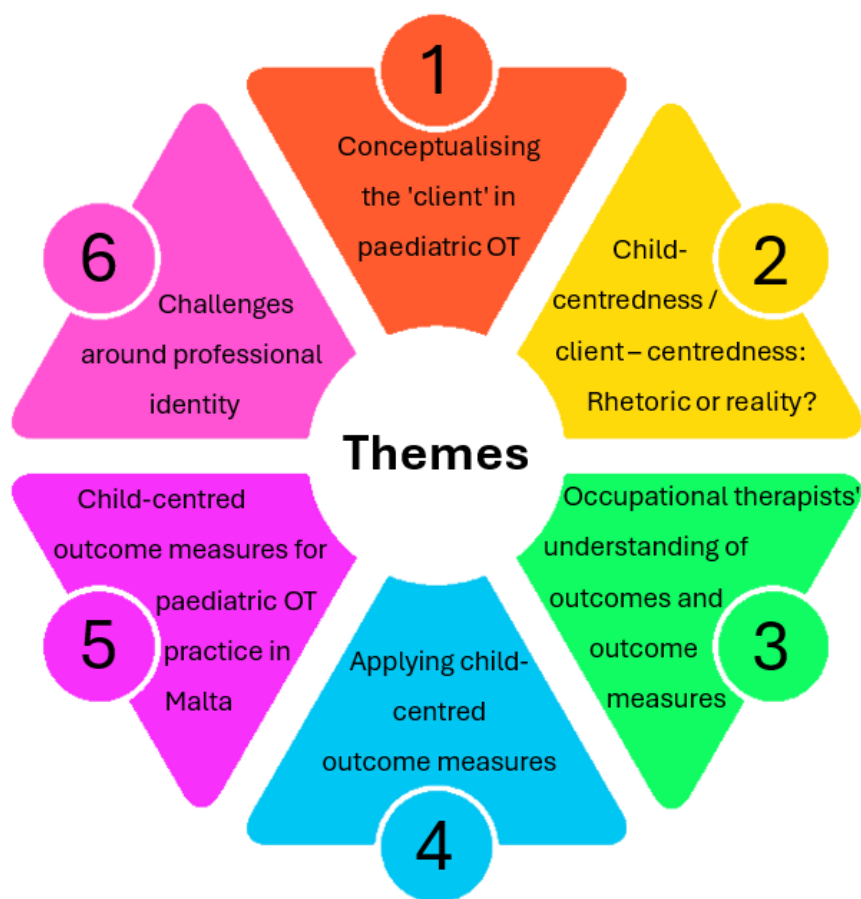 1
Conceptualising
the 'client' in
paediatric OT
2
Child-
centredness /
client – centredness:
Rhetoric or reality?
3
Occupational therapists'
understanding of
outcomes and
outcome
measures
4
Applying child-
centred
outcome measures
5
Child-centred
outcome measures for
paediatric OT
practice in
Malta
6
Challenges
around professional
identity
Themes